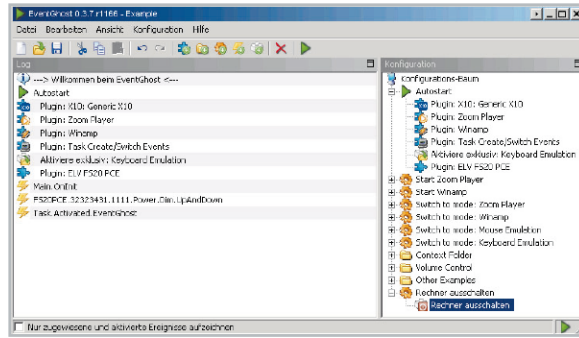 EventGhost 0.3.7.r1166 - Example
Datei Bearbeiten Ansicht Konfiguration Hilfe
Log
---> Willkommen beim EventGhost <---
Autostart
Plugin: X10: Generic X10
Plugin: Zoom Player
Plugin: Winamp
Plugin: Task Create/Switch Events
Aktiviere exklusiv: Keyboard Emulation
Plugin: ELV FS20 PCE
Main.OnInit
FS20PCE.32323431.1111.Power.Dim.UpAndDown
Task.Activated.EventGhost
Nur zugewiesene und aktivierte Ereignisse aufzeichnen
Konfiguration
Konfigurations-Baum
Autostart
Plugin: X10: Generic X10
Plugin: Zoom Player
Plugin: Winamp
Plugin: Task Create/Switch Events
Aktiviere exklusiv: Keyboard Emulation
Plugin: ELV FS20 PCE
Start Zoom Player
Start Winamp
Switch to mode: Zoom Player
Switch to mode: Winamp
Switch to mode: Mouse Emulation
Switch to mode: Keyboard Emulation
Context Folder
Volume Control
Other Examples
Rechner ausschalten
Rechner ausschalten